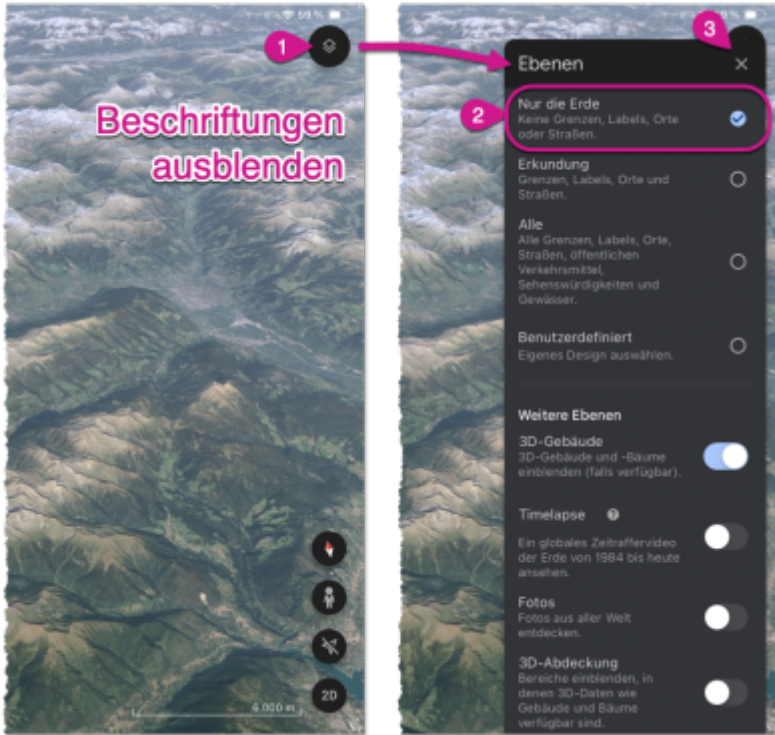 59 %
1
Beschriftungen
ausblenden
6.000 m
2D
59 %
3
Ebenen
2
Nur die Erde
Keine Grenzen, Labels, Orte
oder Straßen.
Erkundung
Grenzen, Labels, Orte und
Straßen.
Alle
Alle Grenzen, Labels, Orte,
Straßen, öffentlichen
Verkehrsmittel,
Sehenswürdigkeiten und
Gewässer.
Benutzerdefiniert
Eigenes Design auswählen.
Weitere Ebenen
3D-Gebäude
3D-Gebäude und -Bäume
einblenden (falls verfügbar).
Timelapse
Ein globales Zeitraffervideo
der Erde von 1984 bis heute
ansehen.
Fotos
Fotos aus aller Welt
entdecken.
3D-Abdeckung
Bereiche einblenden, in
denen 3D-Daten wie
Gebäude und Bäume
verfügbar sind.